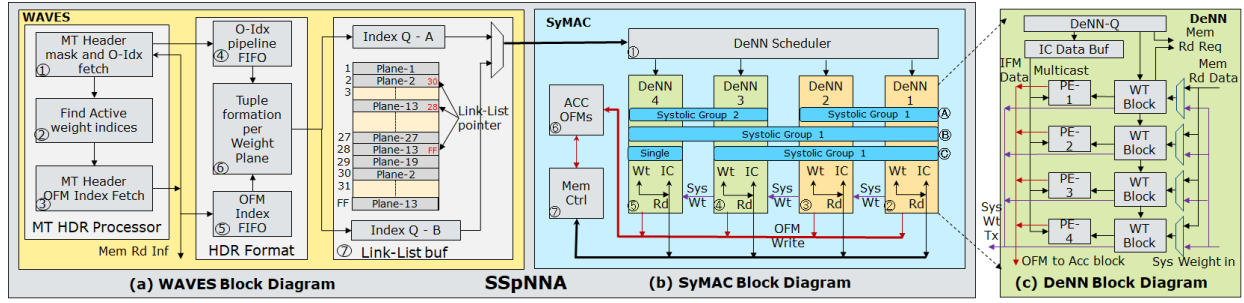 WAVES
MT Header
mask and O-Idx
fetch
①
Find Active
weight indices
②
MT Header
OFM Index Fetch
③
MT HDR Processor
Mem Rd Inf
O-Idx
pipeline
FIFO
④
Tuple
formation
per
Weight
Plane
⑥
OFM
Index
FIFO
⑤
HDR Format
Index Q - A
1
Plane-1
2
Plane-2
30
3
Plane-13
28
Link-List
pointer
27
Plane-27
28
Plane-13
FF
29
Plane-19
30
Plane-2
31
FF
Plane-13
Index Q - B
⑦
Link-List buf
(a) WAVES Block Diagram
SSpNNA
SyMAC
DeNN Scheduler
①
DeNN
4
DeNN
3
DeNN
2
DeNN
1
ACC
OFMs
⑥
Systolic Group 2
Systolic Group 1
Ⓐ
Systolic Group 1
Ⓑ
Single
Systolic Group 1
Ⓒ
Mem
Ctrl
⑦
Wt IC
Rd
⑤
Sys
Wt
Wt IC
Rd
④
Sys
Wt
Wt IC
Rd
③
Sys
Wt
Wt IC
Rd
②
OFM
Write
(b) SyMAC Block Diagram
DeNN
DeNN-Q
IC Data Buf
Mem
Rd Req
IFM
Data
Multicast
Mem
Rd Data
PE-
1
WT
Block
PE-
2
WT
Block
PE-
3
WT
Block
PE-
4
WT
Block
Sys
Wt
Tx
OFM to Acc block
Sys Weight in
(c) DeNN Block Diagram